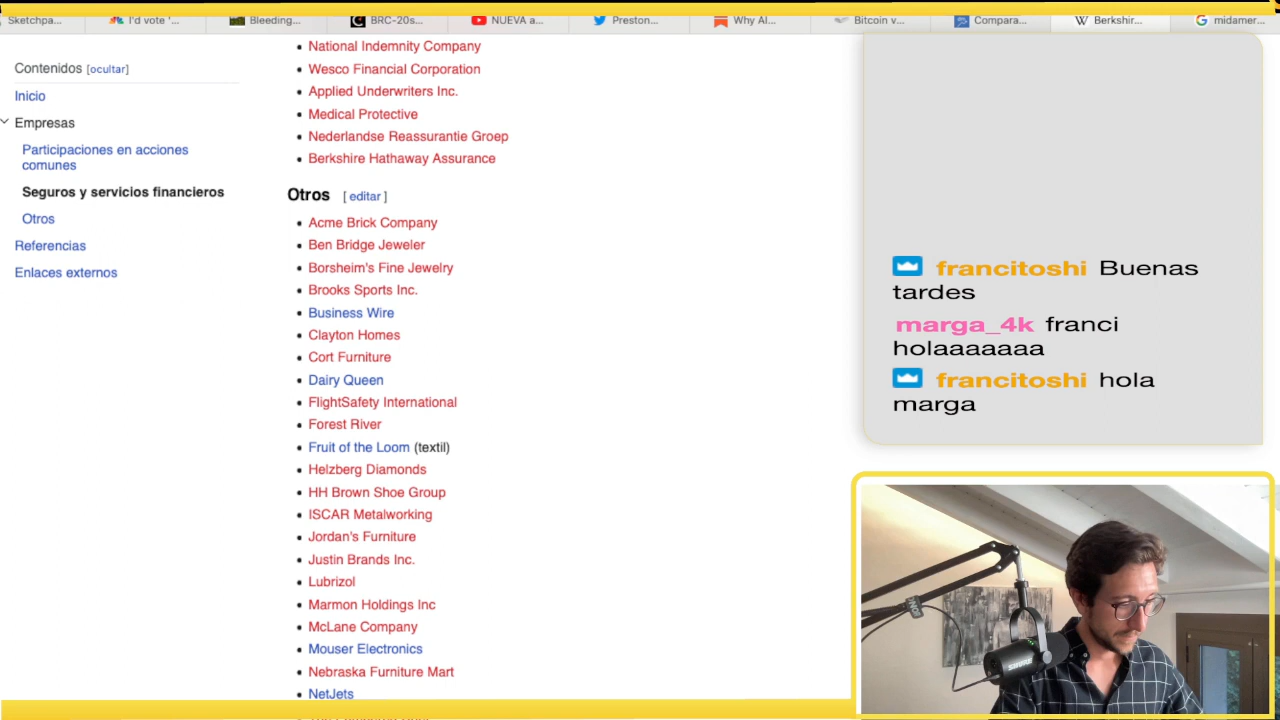 Sketchpa...
I'd vote '...
Bleeding...
BRC-20s...
NUEVA a...
Preston...
Why Al...
Bitcoin v...
Compara...
Berkshir...
midamer...
Contenidos [ocultar]
Inicio
Empresas
Participaciones en acciones
comunes
Seguros y servicios financieros
Otros
Referencias
Enlaces externos
National Indemnity Company
Wesco Financial Corporation
Applied Underwriters Inc.
Medical Protective
Nederlandse Reassurantie Groep
Berkshire Hathaway Assurance
Otros [ editar ]
Acme Brick Company
Ben Bridge Jeweler
Borsheim's Fine Jewelry
Brooks Sports Inc.
Business Wire
Clayton Homes
Cort Furniture
Dairy Queen
FlightSafety International
Forest River
Fruit of the Loom (textil)
Helzberg Diamonds
HH Brown Shoe Group
ISCAR Metalworking
Jordan's Furniture
Justin Brands Inc.
Lubrizol
Marmon Holdings Inc
McLane Company
Mouser Electronics
Nebraska Furniture Mart
NetJets
francitoshi Buenas
tardes
marga_4k franci
holaaaaaaa
francitoshi hola
marga
SHURE